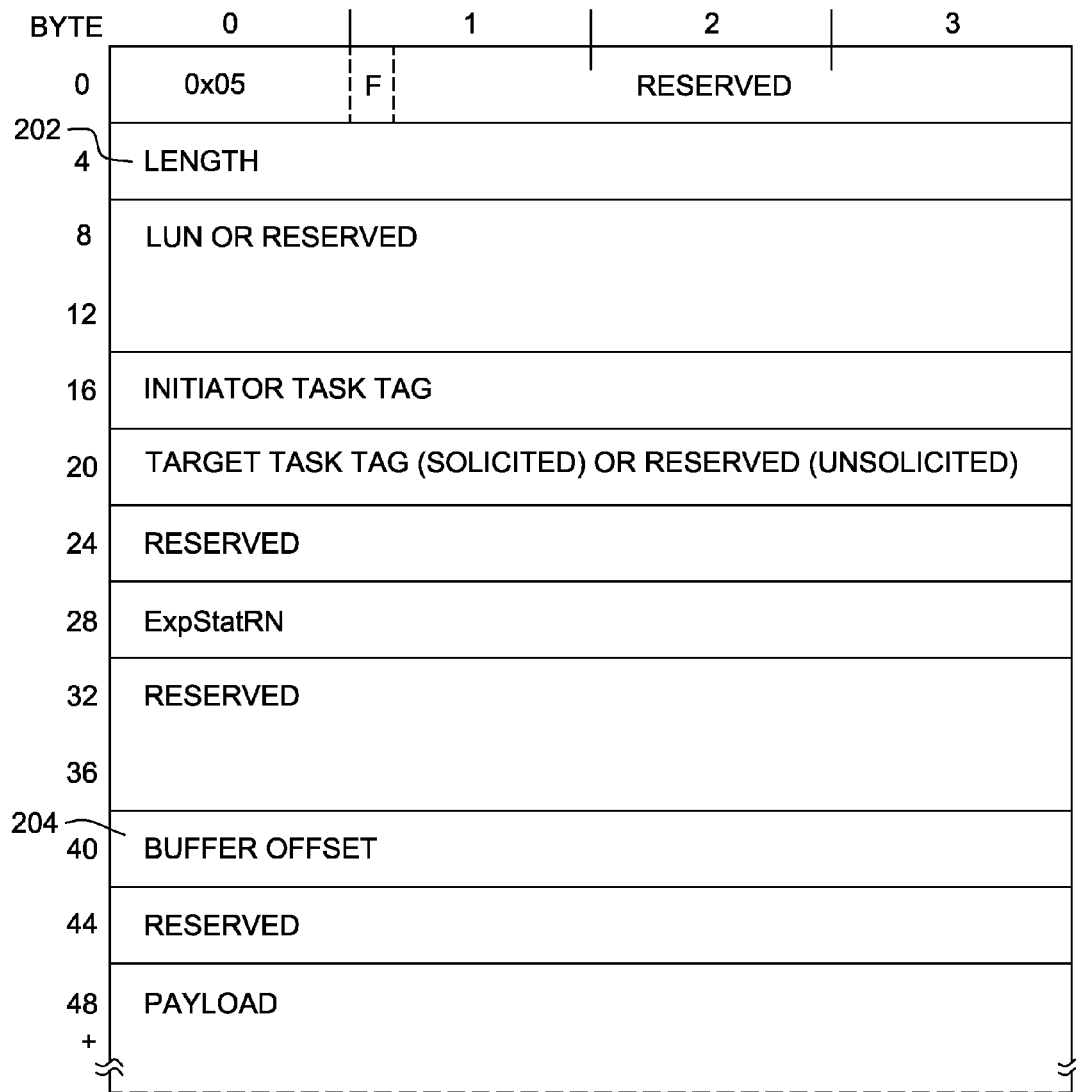 BYTE 0 1 2 3
0 0x05 F RESERVED
202
4 LENGTH
8 LUN OR RESERVED
12
16 INITIATOR TASK TAG
20 TARGET TASK TAG (SOLICITED) OR RESERVED (UNSOLICITED)
24 RESERVED
28 ExpStatRN
32 RESERVED
36
204
40 BUFFER OFFSET
44 RESERVED
48 PAYLOAD
+